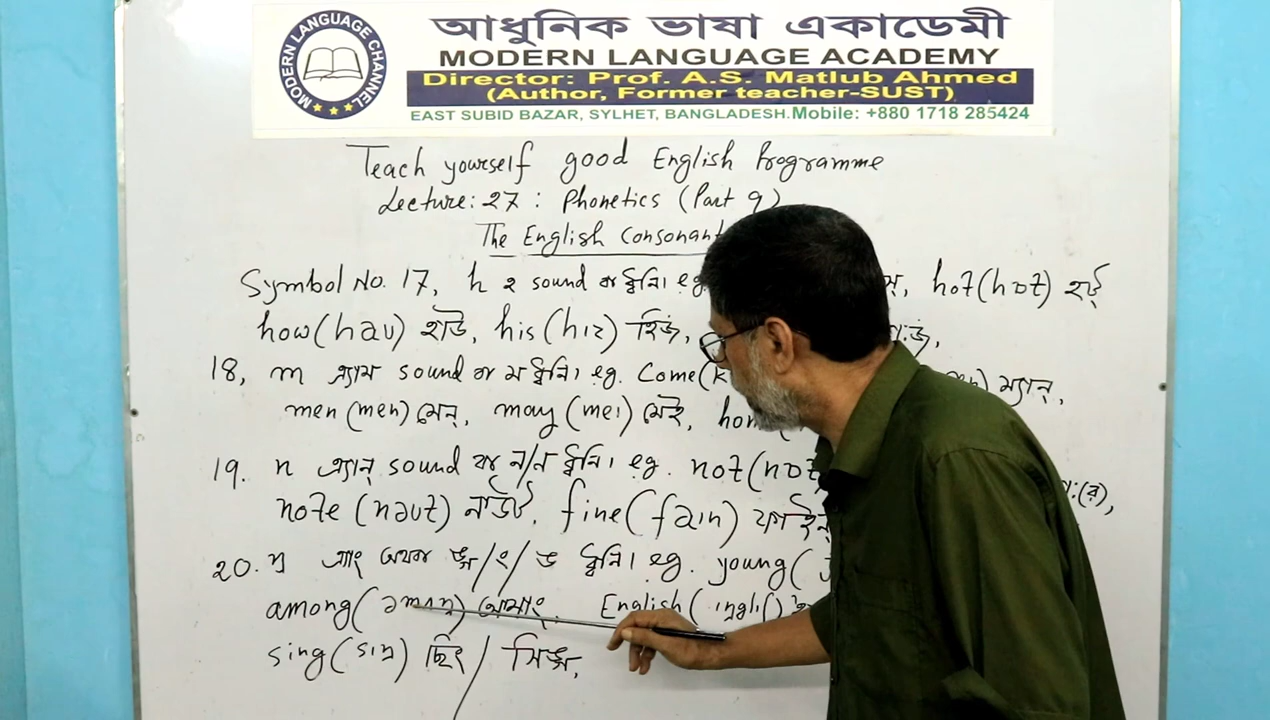 MODERN LANGUAGE CHANNEL
আধুনিক ভাষা একাডেমী
MODERN LANGUAGE ACADEMY
Director: Prof. A.S. Matlub Ahmed
(Author, Former teacher-SUST)
EAST SUBID BAZAR, SYLHET, BANGLADESH.Mobile: +880 1718 285424
Teach yourself good English Programme
Lecture: 27 : Phonetics (Part 9)
The English Consonant
Symbol No. 17, h হ sound বা ধ্বনি। eg. hot (hɒt) হট্
how (haʊ) হাউ, his (hɪz) হিজ্,
18, m এ্যাম sound বা ম ধ্বনি। eg. Come ম্যান্,
men (men) মেন্, may (meɪ) মেই,
19. n এ্যান্ sound বা ন/ণ ধ্বনি। eg. not (nɒt (র),
note (nəʊt) নাউট, fine (faɪn) ফাইন্
20. ŋ এ্যাং অথবা ঙ্গ/ং/ঙ ধ্বনি। eg. young (
among (əmʌŋ) এ্যমাং. English (ɪŋglɪʃ)
sing (sɪŋ) ছিং / সিঙ্গ,